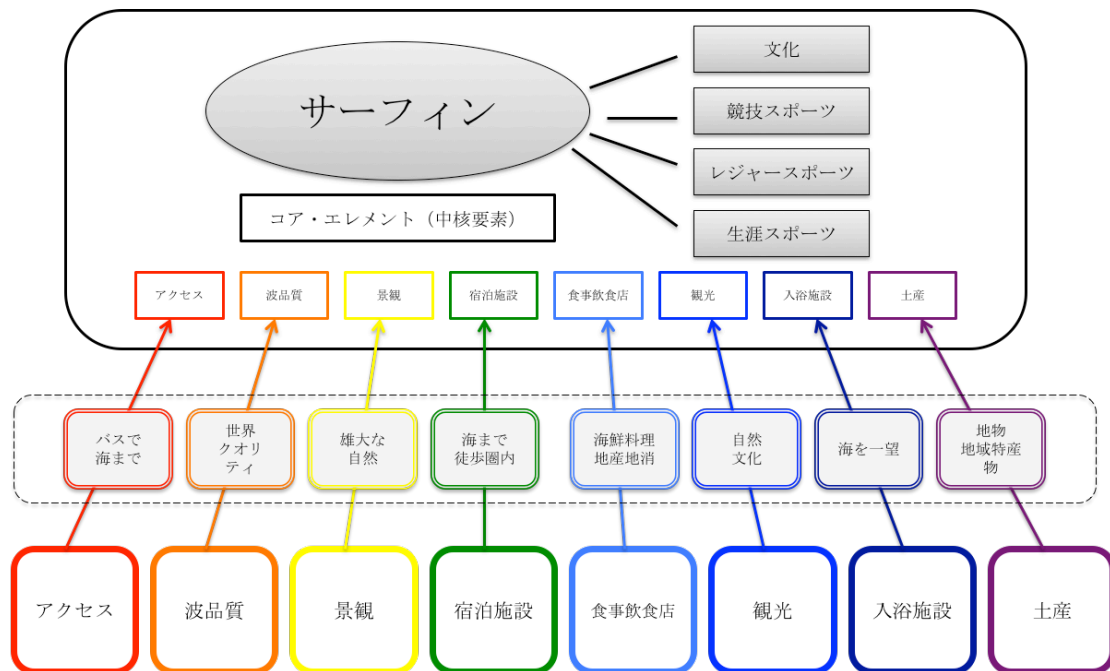 サーフィン
文化
競技スポーツ
レジャースポーツ
生涯スポーツ
コア・エレメント（中核要素）
アクセス
波品質
景観
宿泊施設
食事飲食店
観光
入浴施設
土産
バスで
海まで
世界
クオリ
ティ
雄大な
自然
海まで
徒歩圏内
海鮮料理
地産地消
自然
文化
海を一望
地物
地域特産
物
アクセス
波品質
景観
宿泊施設
食事飲食店
観光
入浴施設
土産